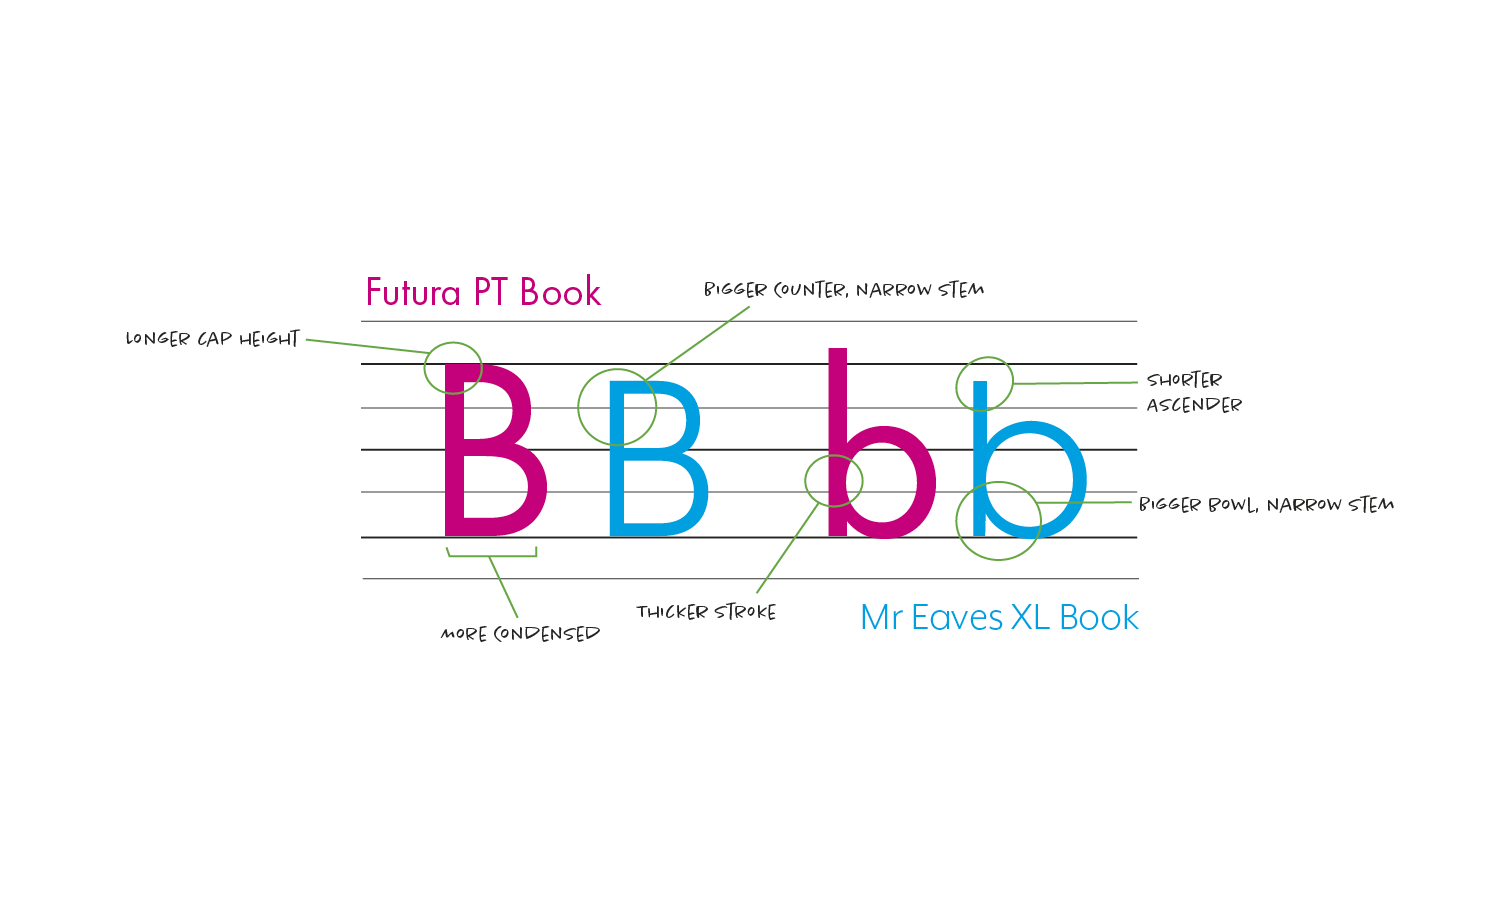 Futura PT Book
BIGGER COUNTER, NARROW STEM
LONGER CAP HEIGHT
B B b b
SHORTER
ASCENDER
BIGGER BOWL, NARROW STEM
THICKER STROKE
Mr Eaves XL Book
MORE CONDENSED